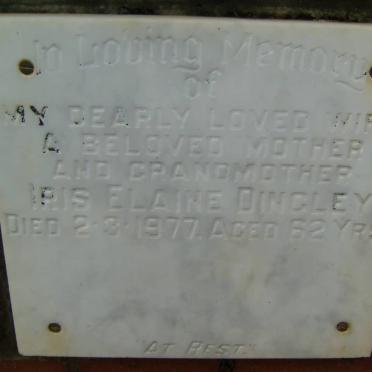 In Loving Memory
of
MY DEARLY LOVED WIFE
A BELOVED MOTHER
AND GRANDMOTHER
IRIS ELAINE DINGLEY
DIED 2·8·1977. AGED 62 YRS.
"AT REST."